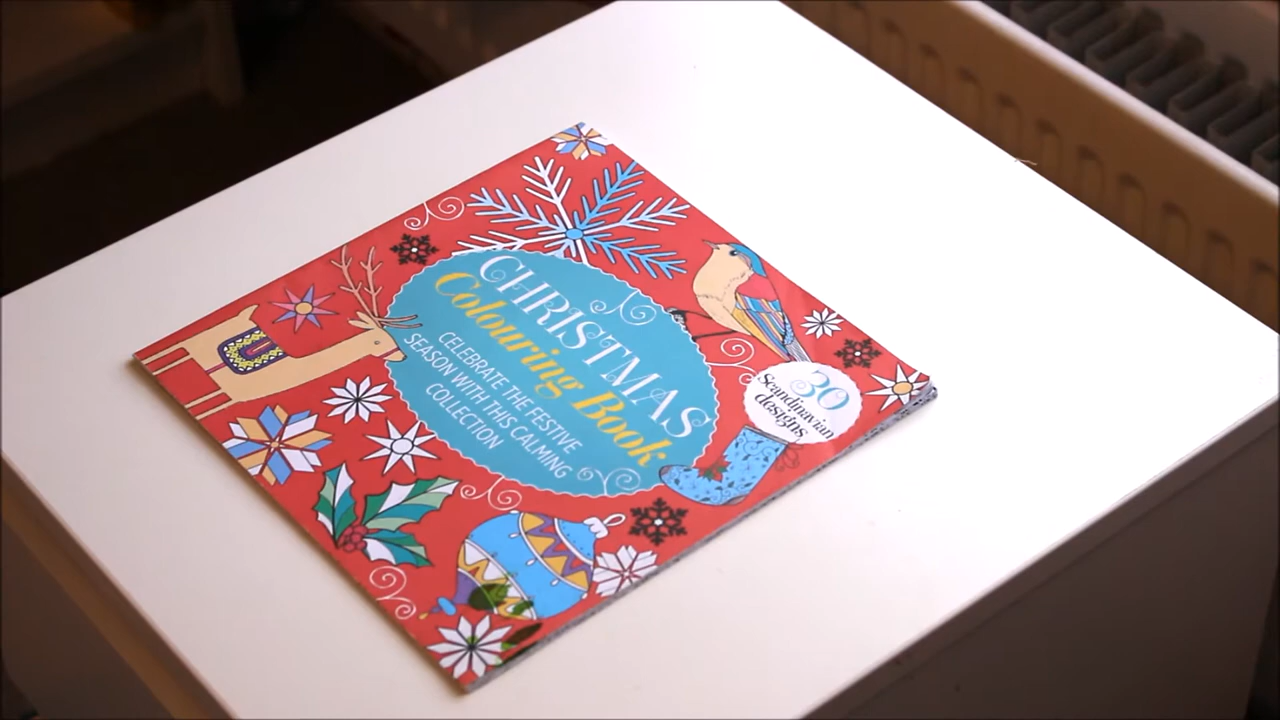 CHRISTMAS
Colouring Book
CELEBRATE THE FESTIVE
SEASON WITH THIS CALMING
COLLECTION
30
Scandinavian
designs